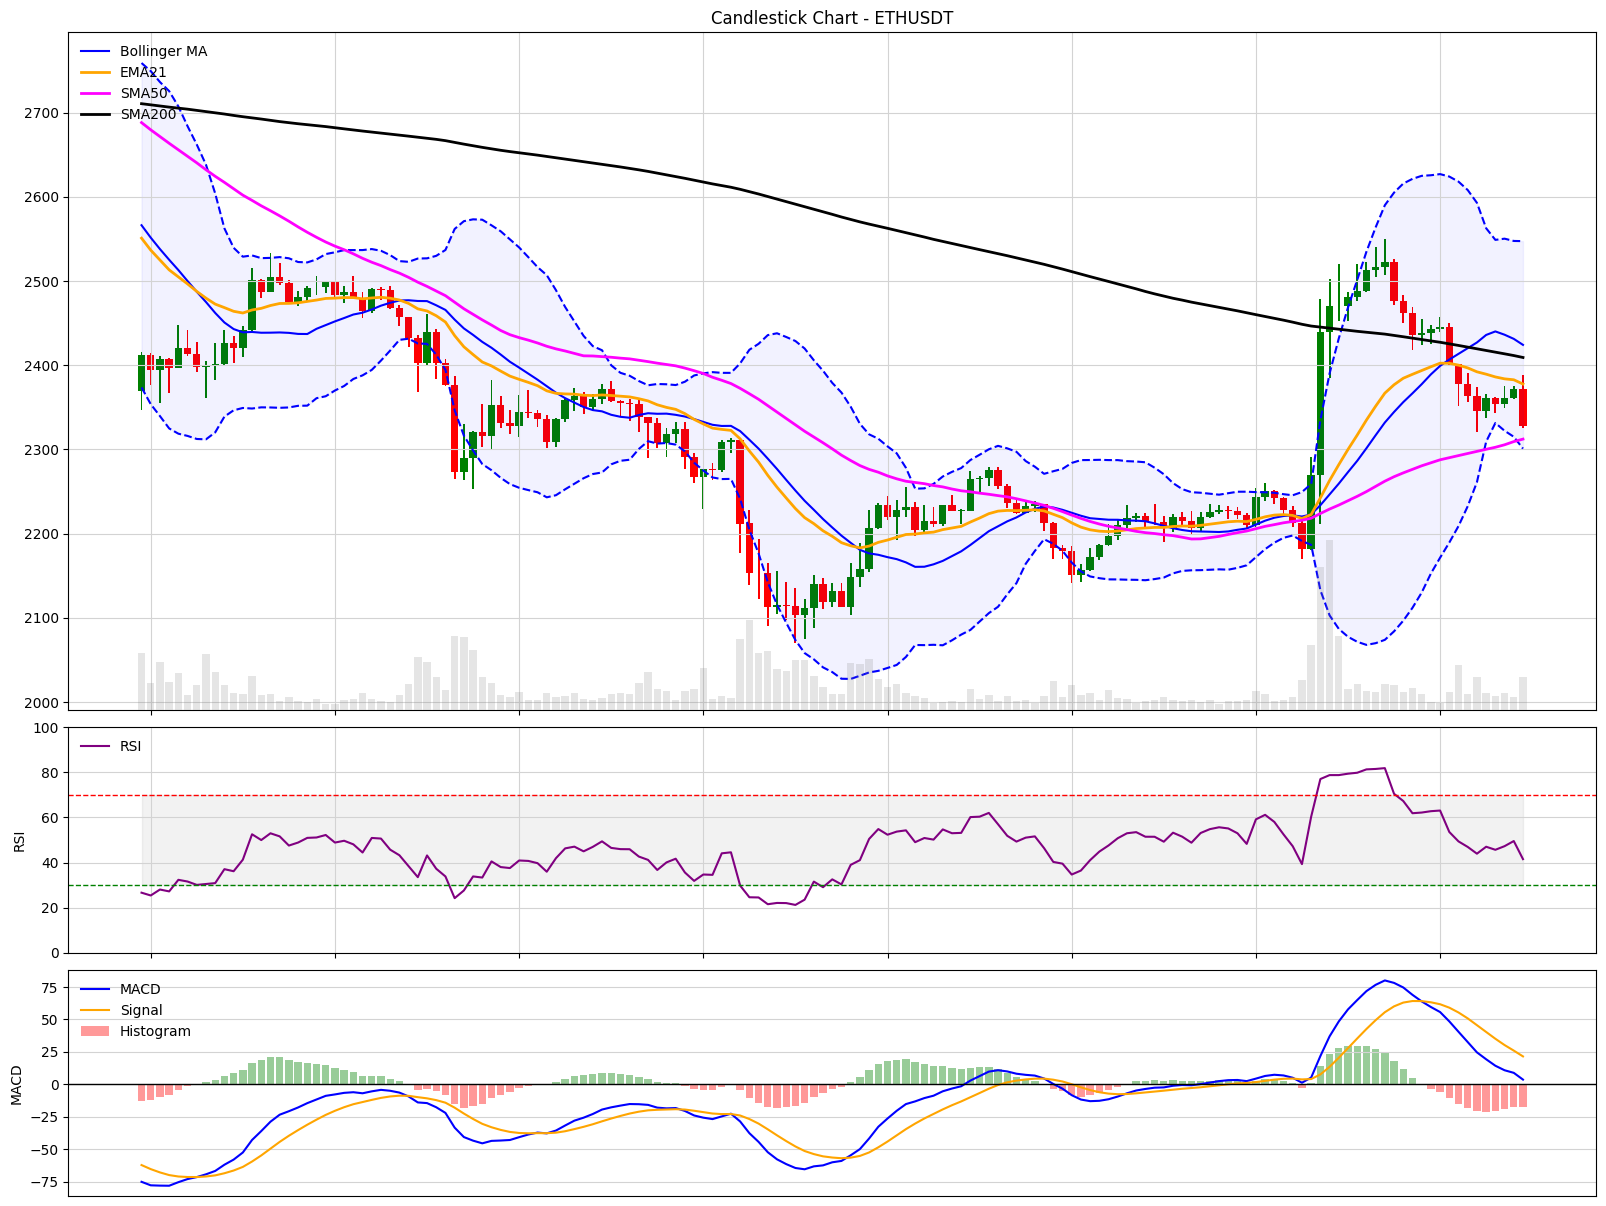 Candlestick Chart - ETHUSDT
Bollinger MA
EMA21
SMA50
SMA200
2700
2600
2500
2400
2300
2200
2100
2000
RSI
100
80
60
40
20
0
RSI
MACD
Signal
Histogram
75
50
25
0
−25
−50
−75
MACD